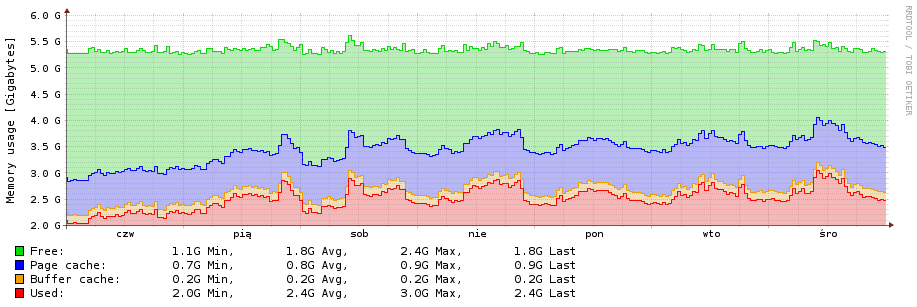 6.0 G
5.5 G
5.0 G
4.5 G
4.0 G
3.5 G
3.0 G
2.5 G
2.0 G
Memory usage [Gigabytes]
RRDTOOL / TOBI OETIKER
czw pią sob nie pon wto śro
Free: 1.1G Min, 1.8G Avg, 2.4G Max, 1.8G Last
Page cache: 0.7G Min, 0.8G Avg, 0.9G Max, 0.9G Last
Buffer cache: 0.2G Min, 0.2G Avg, 0.2G Max, 0.2G Last
Used: 2.0G Min, 2.4G Avg, 3.0G Max, 2.4G Last